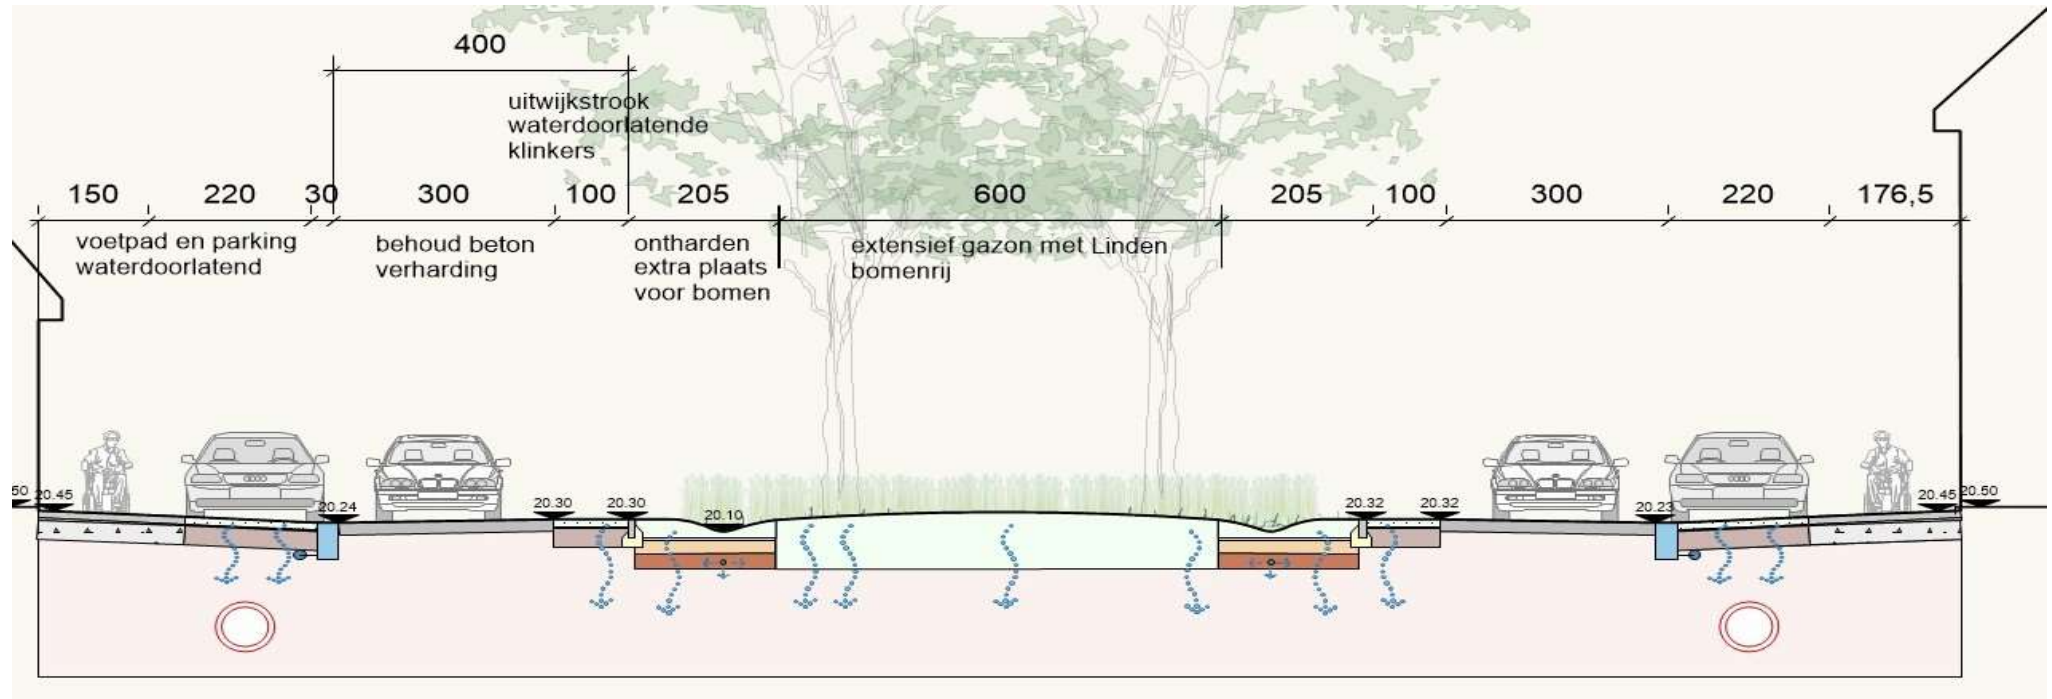 400
uitwijkstrook
waterdoorlatende
klinkers
150 220 30 300 100 205 600 205 100 300 220 176,5
voetpad en parking
waterdoorlatend
behoud beton
verharding
ontharden
extra plaats
voor bomen
extensief gazon met Linden
bomenrij
50 20.45 20.24 20.30 20.30 20.10 20.32 20.32 20.23 20.45 20.50